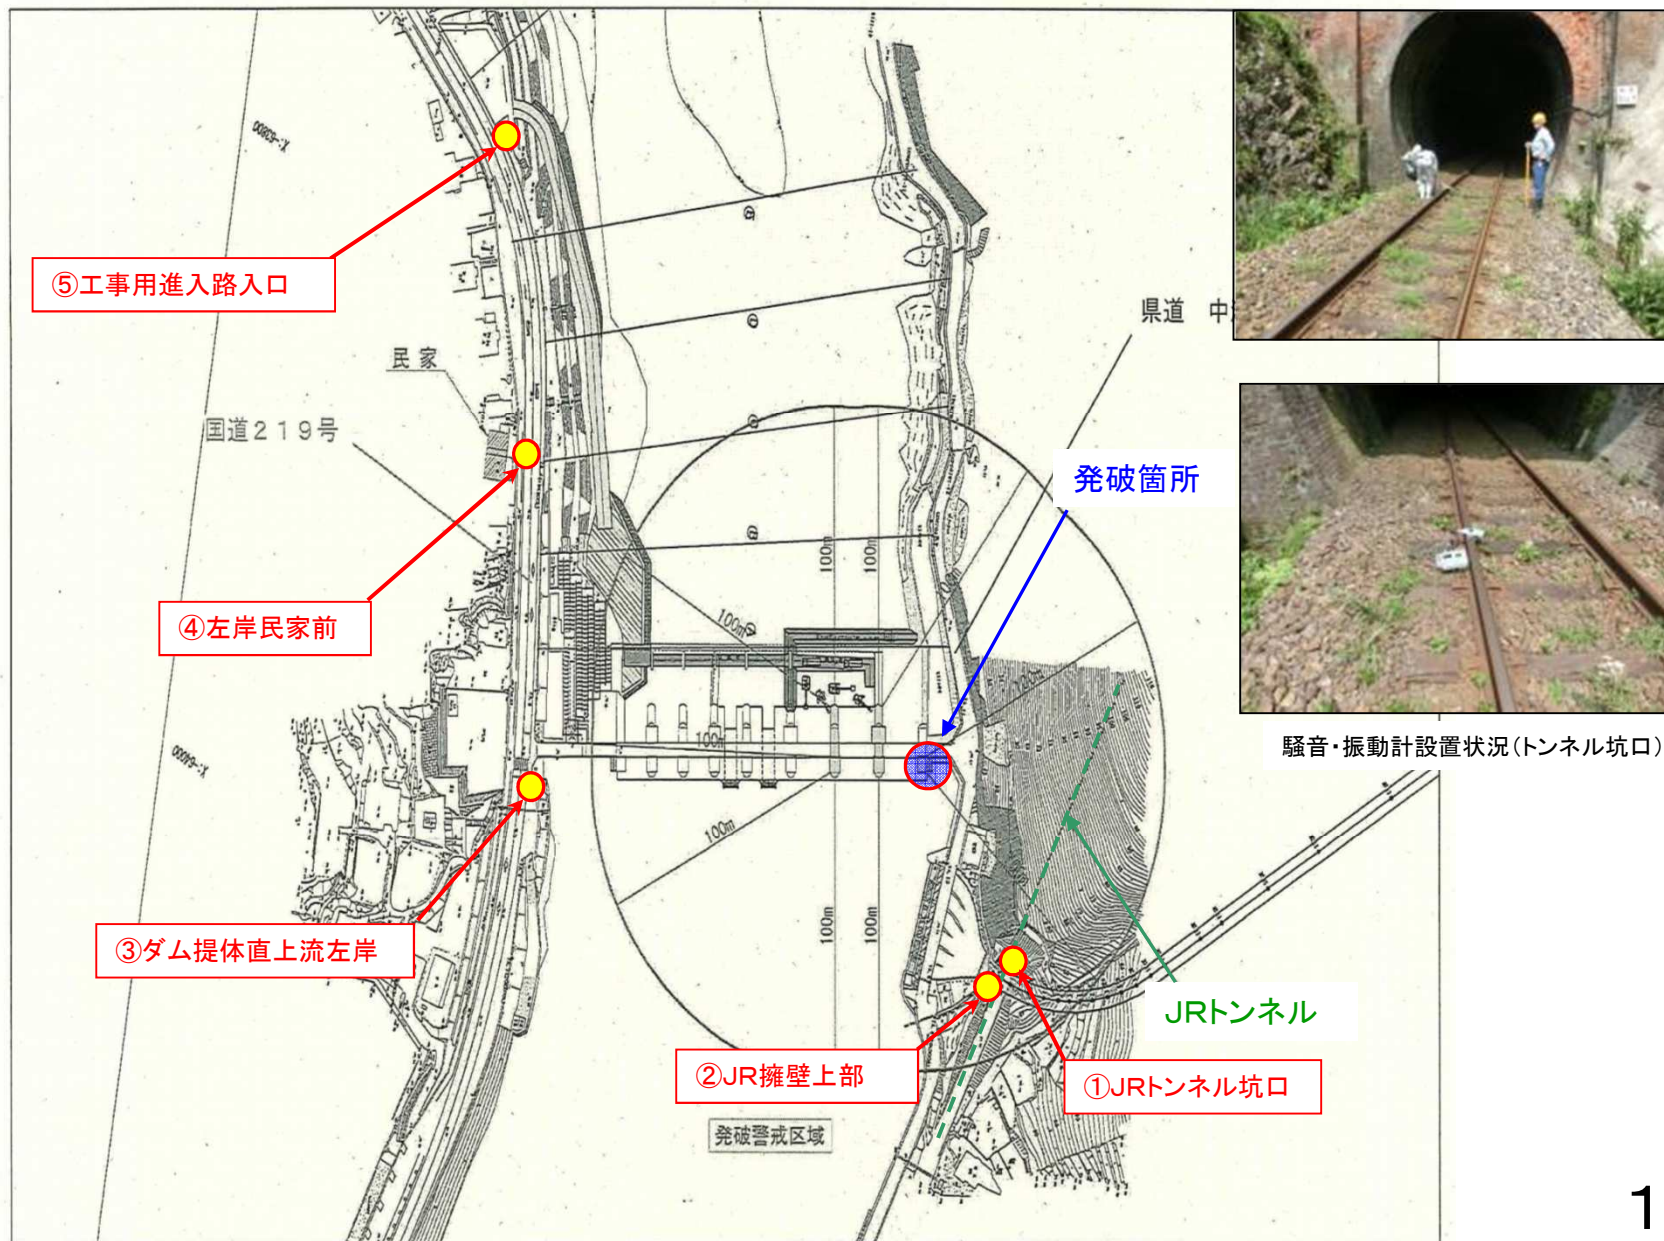 X:-63800
⑤工事用進入路入口
民家
国道219号
県道 中
発破箇所
100m
100m
④左岸民家前
100m
120m
騒音・振動計設置状況(トンネル坑口)
X:-64000
100m
100m
③ダム提体直上流左岸
100m
100m
JRトンネル
②JR擁壁上部
①JRトンネル坑口
発破警戒区域
1